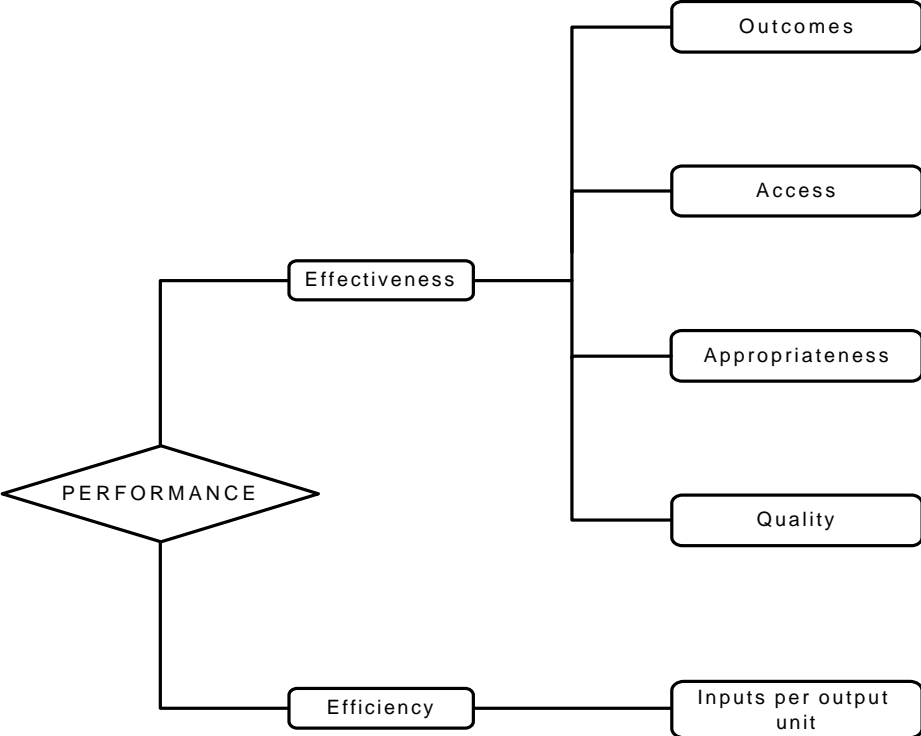 Outcomes
Access
Effectiveness
Appropriateness
PERFORMANCE
Quality
Efficiency
Inputs per output
unit